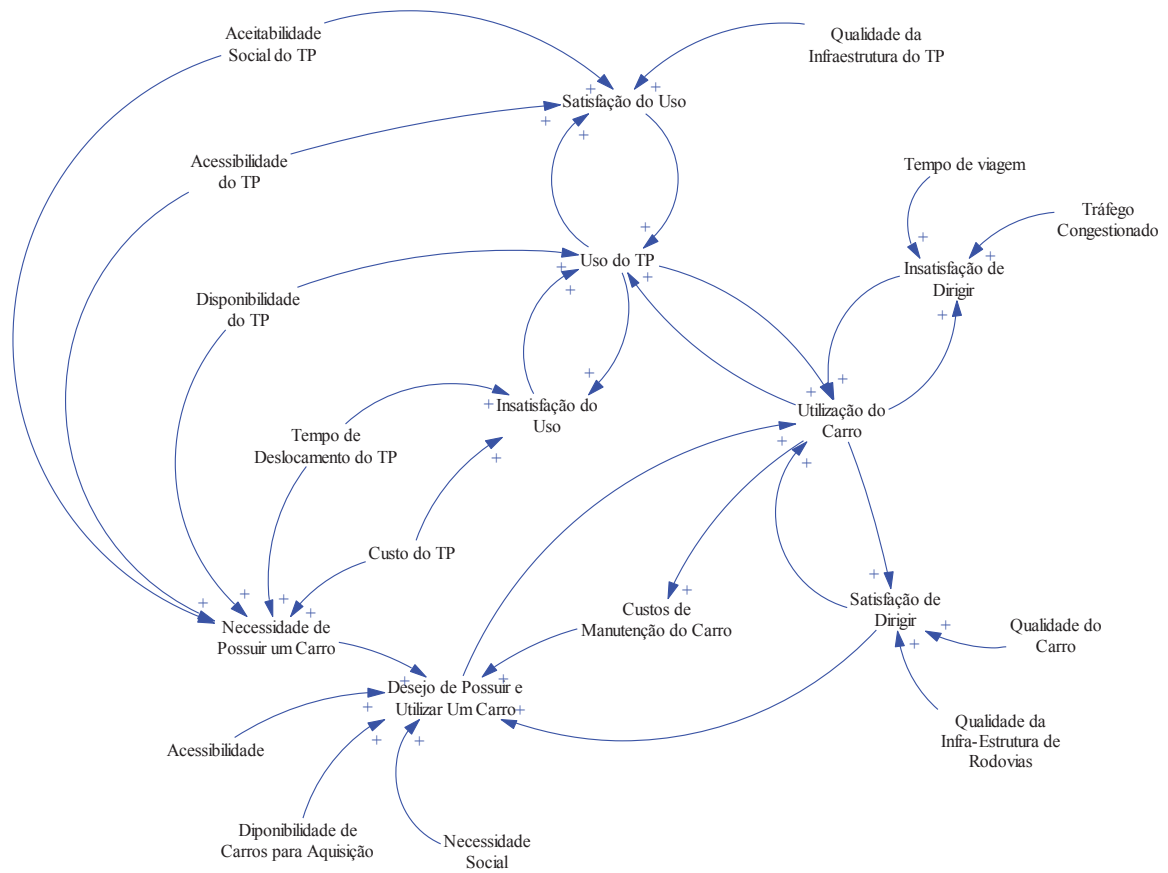 Aceitabilidade
Social do TP
Qualidade da
Infraestrutura do TP
Satisfação do Uso
Acessibilidade
do TP
Tempo de viagem
Tráfego
Congestionado
Uso do TP
Insatisfação de
Dirigir
Disponibilidade
do TP
Insatisfação do
Uso
Utilização do
Carro
Tempo de
Deslocamento do TP
Custo do TP
Necessidade de
Possuir um Carro
Custos de
Manutenção do Carro
Satisfação de
Dirigir
Qualidade do
Carro
Desejo de Possuir e
Utilizar Um Carro
Acessibilidade
Qualidade da
Infra-Estrutura de
Rodovias
Diponibilidade de
Carros para Aquisição
Necessidade
Social